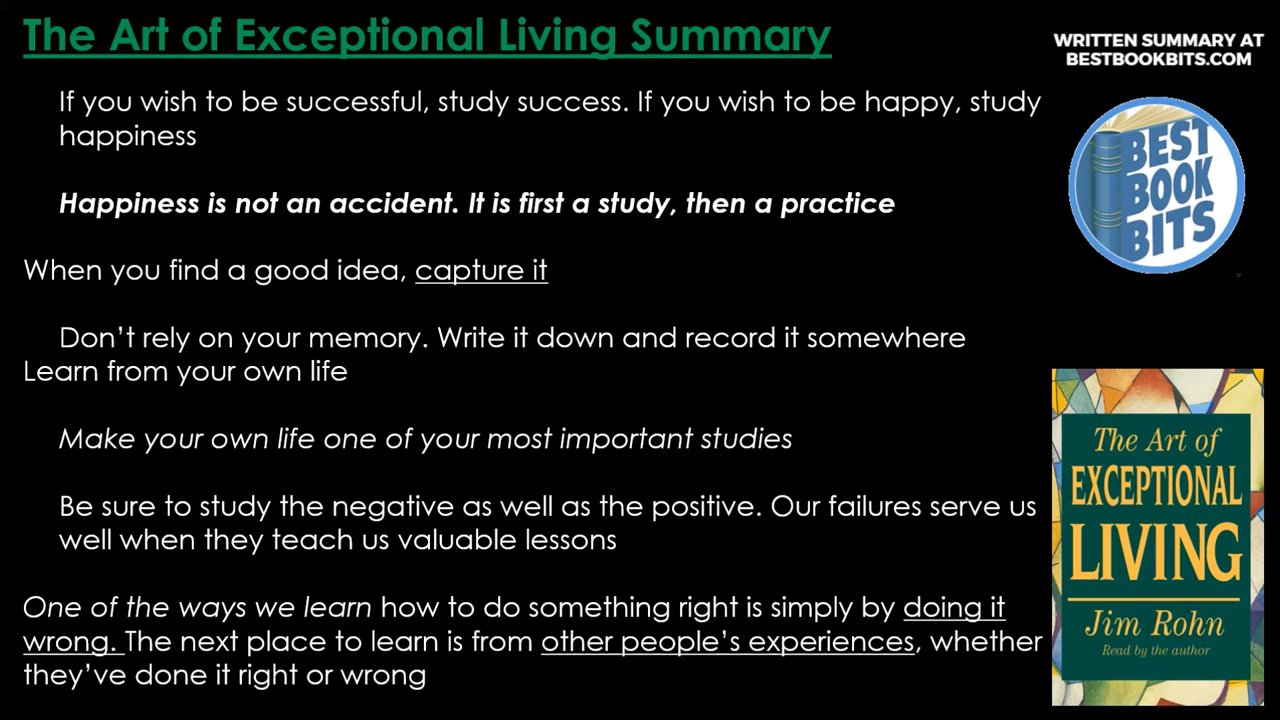 The Art of Exceptional Living Summary
WRITTEN SUMMARY AT
BESTBOOKBITS.COM
If you wish to be successful, study success. If you wish to be happy, study
happiness
Happiness is not an accident. It is first a study, then a practice
When you find a good idea, capture it
Don’t rely on your memory. Write it down and record it somewhere
Learn from your own life
Make your own life one of your most important studies
Be sure to study the negative as well as the positive. Our failures serve us
well when they teach us valuable lessons
One of the ways we learn how to do something right is simply by doing it
wrong. The next place to learn is from other people’s experiences, whether
they’ve done it right or wrong
BEST
BOOK
BITS
The Art of
EXCEPTIONAL
LIVING
Jim Rohn
Read by the author